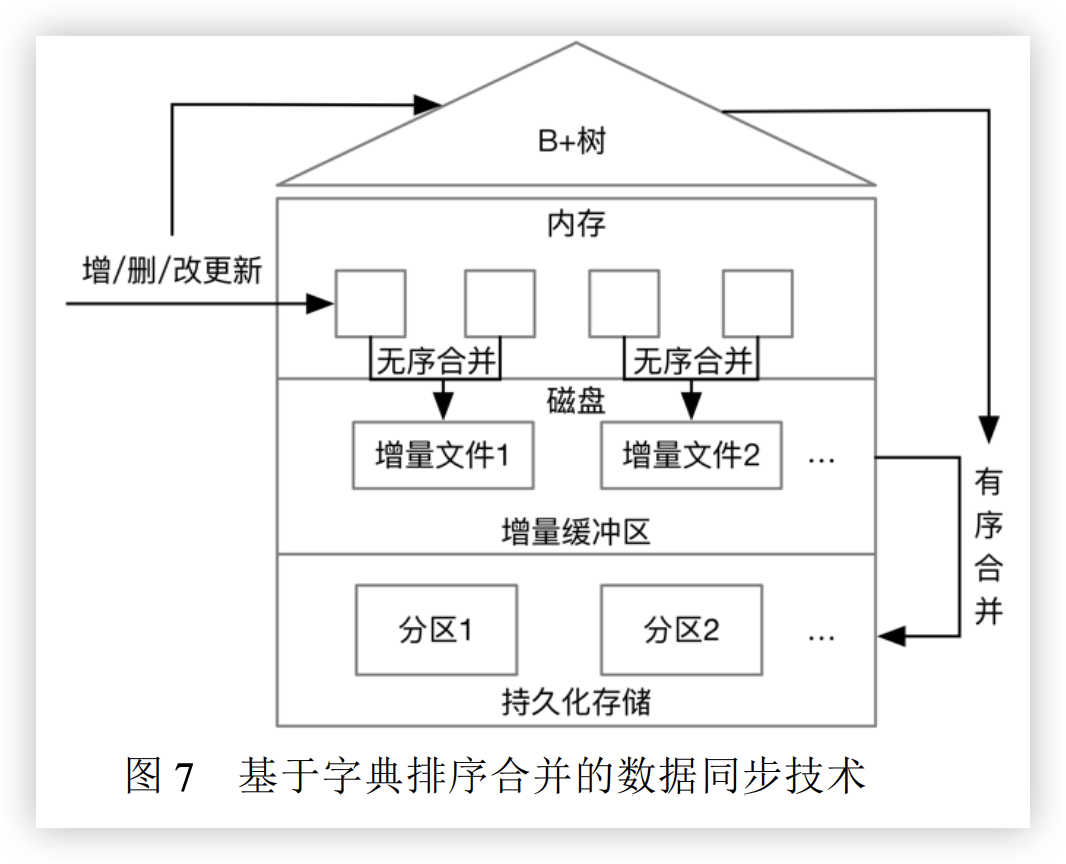 B+树
内存
增/删/改更新
无序合并
无序合并
磁盘
增量文件1
增量文件2
...
增量缓冲区
有
序
合
并
分区1
分区2
...
持久化存储
图 7 基于字典排序合并的数据同步技术